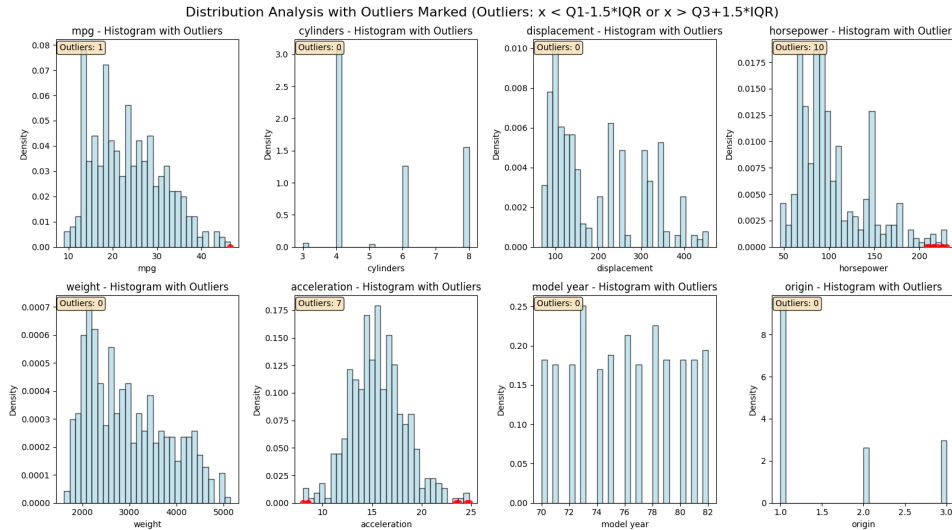 Distribution Analysis with Outliers Marked (Outliers: x < Q1-1.5*IQR or x > Q3+1.5*IQR)
mpg - Histogram with Outliers
Outliers: 1
0.08
0.07
0.06
0.05
0.04
0.03
0.02
0.01
0.00
Density
10
20
30
40
mpg
cylinders - Histogram with Outliers
Outliers: 0
3.0
2.5
2.0
1.5
1.0
0.5
0.0
Density
3
4
5
6
7
8
cylinders
displacement - Histogram with Outliers
Outliers: 0
0.010
0.008
0.006
0.004
0.002
0.000
Density
100
200
300
400
displacement
horsepower - Histogram with Outlier
Outliers: 10
0.0175
0.0150
0.0125
0.0100
0.0075
0.0050
0.0025
0.0000
Density
50
100
150
200
horsepower
weight - Histogram with Outliers
Outliers: 0
0.0007
0.0006
0.0005
0.0004
0.0003
0.0002
0.0001
0.0000
Density
2000
3000
4000
5000
weight
acceleration - Histogram with Outliers
Outliers: 7
0.175
0.150
0.125
0.100
0.075
0.050
0.025
0.000
Density
10
15
20
25
acceleration
model year - Histogram with Outliers
Outliers: 0
0.25
0.20
0.15
0.10
0.05
0.00
Density
70
72
74
76
78
80
82
model year
origin - Histogram with Outliers
Outliers: 0
8
6
4
2
0
Density
1.0
1.5
2.0
2.5
3.0
origin